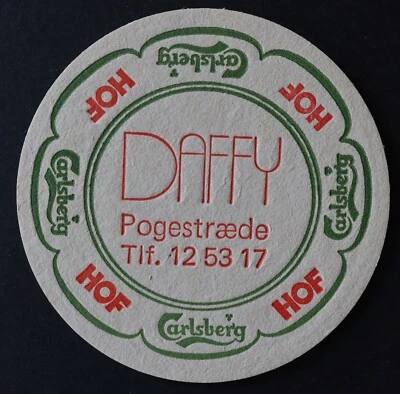 Carlsberg
HOF
HOF
DAFFY
Carlsberg
Carlsberg
Pogestræde
Tlf. 12 53 17
HOF
HOF
Carlsberg